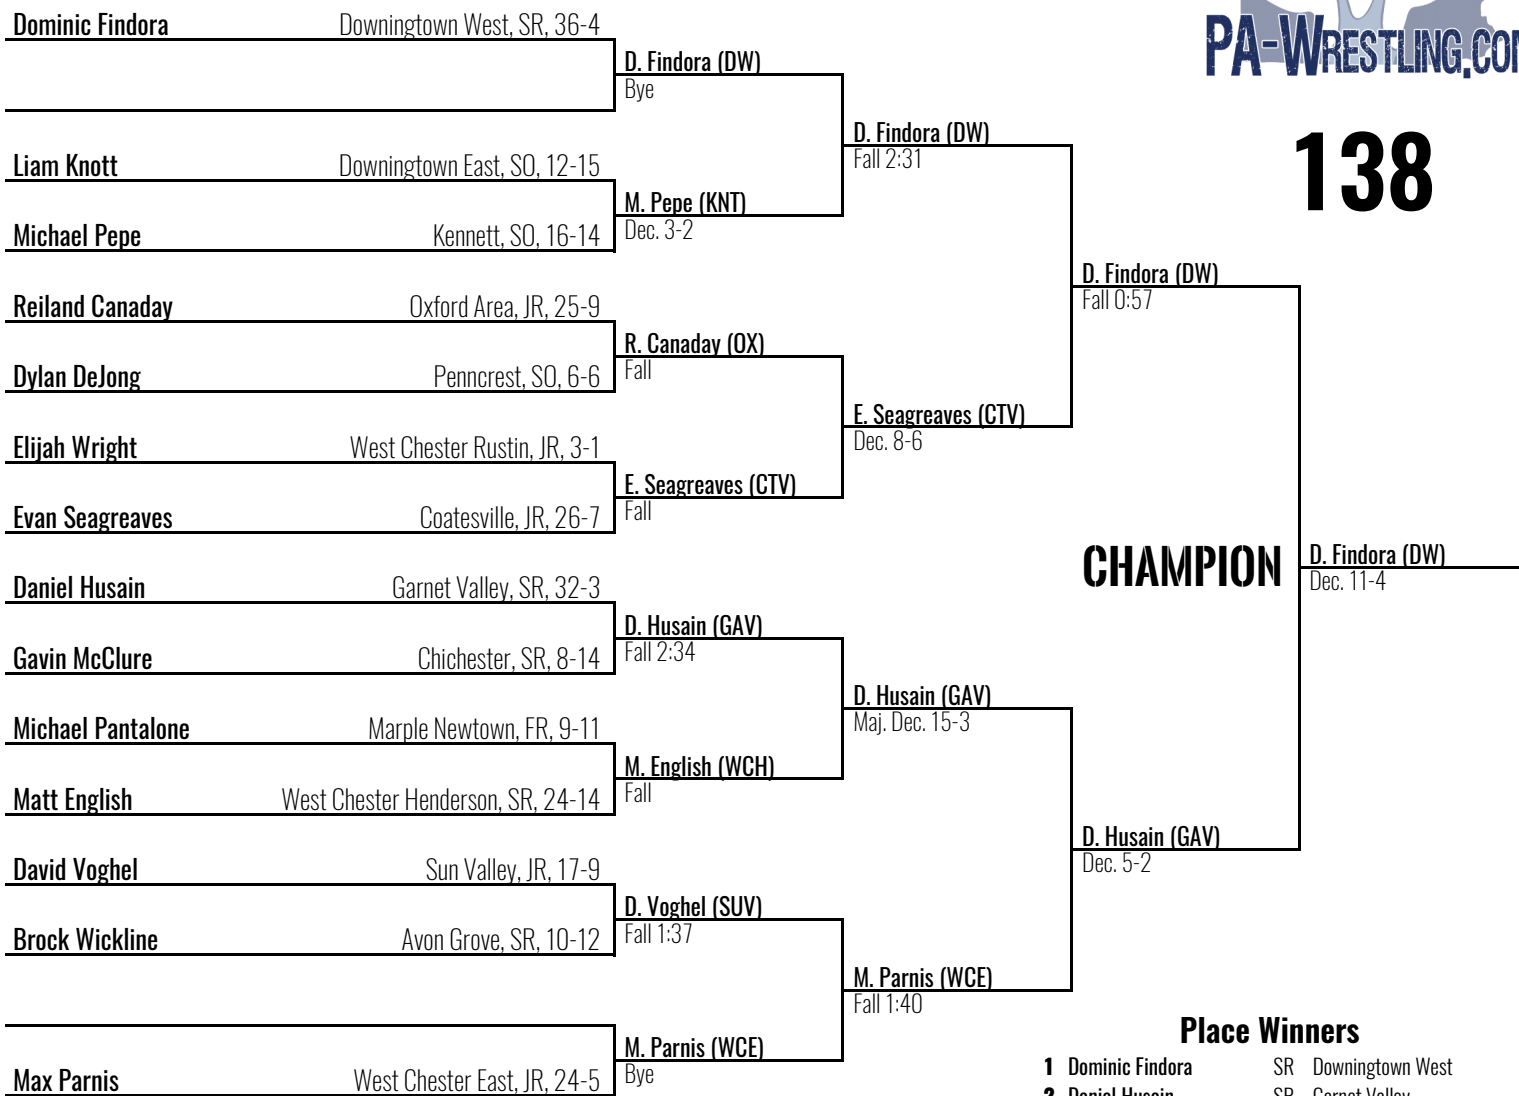 PA-WRESTLING.CO
138
Dominic Findora Downingtown West, SR, 36-4
D. Findora (DW)
Bye
D. Findora (DW)
Fall 2:31
Liam Knott Downingtown East, SO, 12-15
M. Pepe (KNT)
Dec. 3-2
Michael Pepe Kennett, SO, 16-14
D. Findora (DW)
Fall 0:57
Reiland Canaday Oxford Area, JR, 25-9
R. Canaday (OX)
Fall
Dylan DeJong Penncrest, SO, 6-6
E. Seagreaves (CTV)
Dec. 8-6
Elijah Wright West Chester Rustin, JR, 3-1
E. Seagreaves (CTV)
Fall
Evan Seagreaves Coatesville, JR, 26-7
CHAMPION D. Findora (DW)
Dec. 11-4
Daniel Husain Garnet Valley, SR, 32-3
D. Husain (GAV)
Fall 2:34
Gavin McClure Chichester, SR, 8-14
D. Husain (GAV)
Maj. Dec. 15-3
Michael Pantalone Marple Newtown, FR, 9-11
M. English (WCH)
Fall
Matt English West Chester Henderson, SR, 24-14
D. Husain (GAV)
Dec. 5-2
David Voghel Sun Valley, JR, 17-9
D. Voghel (SUV)
Fall 1:37
Brock Wickline Avon Grove, SR, 10-12
M. Parnis (WCE)
Fall 1:40
M. Parnis (WCE)
Bye
Max Parnis West Chester East, JR, 24-5
Place Winners
1 Dominic Findora SR Downingtown West
2 Daniel Husain SR Garnet Valley